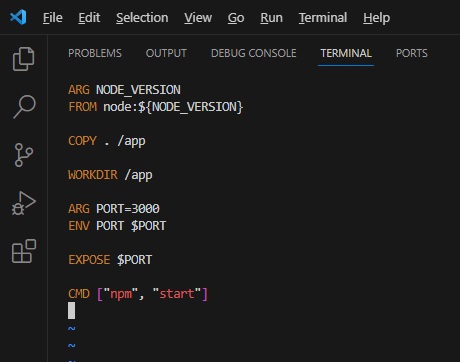 File Edit Selection View Go Run Terminal Help
PROBLEMS OUTPUT DEBUG CONSOLE TERMINAL PORTS
ARG NODE_VERSION
FROM node:${NODE_VERSION}
COPY . /app
WORKDIR /app
ARG PORT=3000
ENV PORT $PORT
EXPOSE $PORT
CMD ["npm", "start"]
~
~
~